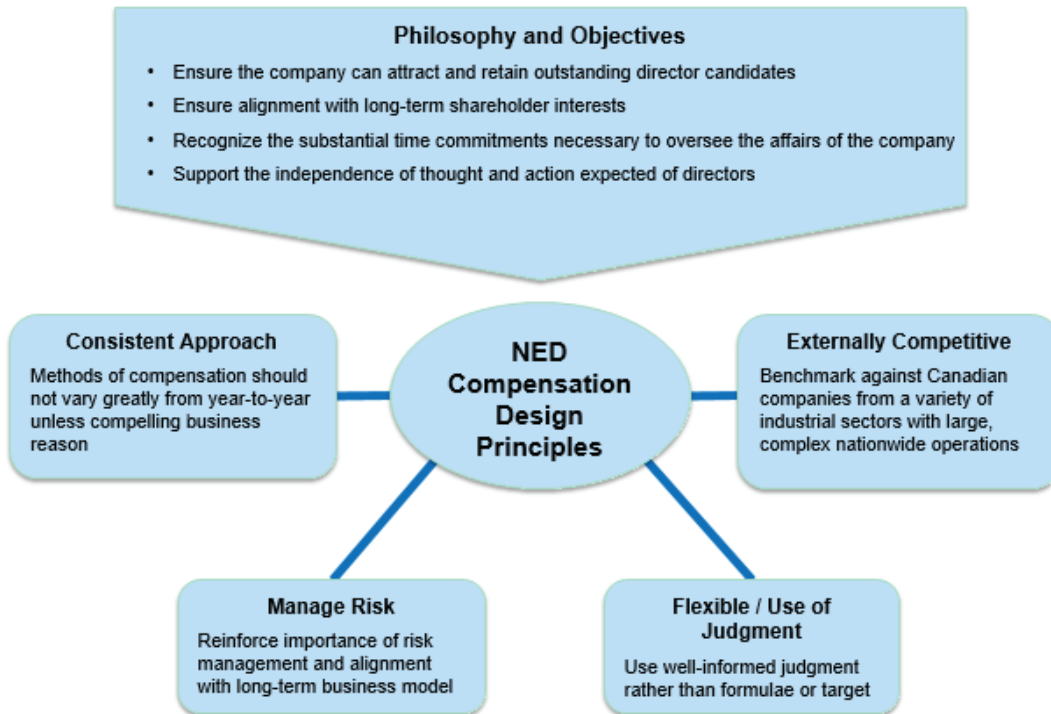 Philosophy and Objectives
• Ensure the company can attract and retain outstanding director candidates
• Ensure alignment with long-term shareholder interests
• Recognize the substantial time commitments necessary to oversee the affairs of the company
• Support the independence of thought and action expected of directors
Consistent Approach
Methods of compensation should
not vary greatly from year-to-year
unless compelling business
reason
NED
Compensation
Design
Principles
Externally Competitive
Benchmark against Canadian
companies from a variety of
industrial sectors with large,
complex nationwide operations
Manage Risk
Reinforce importance of risk
management and alignment
with long-term business model
Flexible / Use of
Judgment
Use well-informed judgment
rather than formulae or target